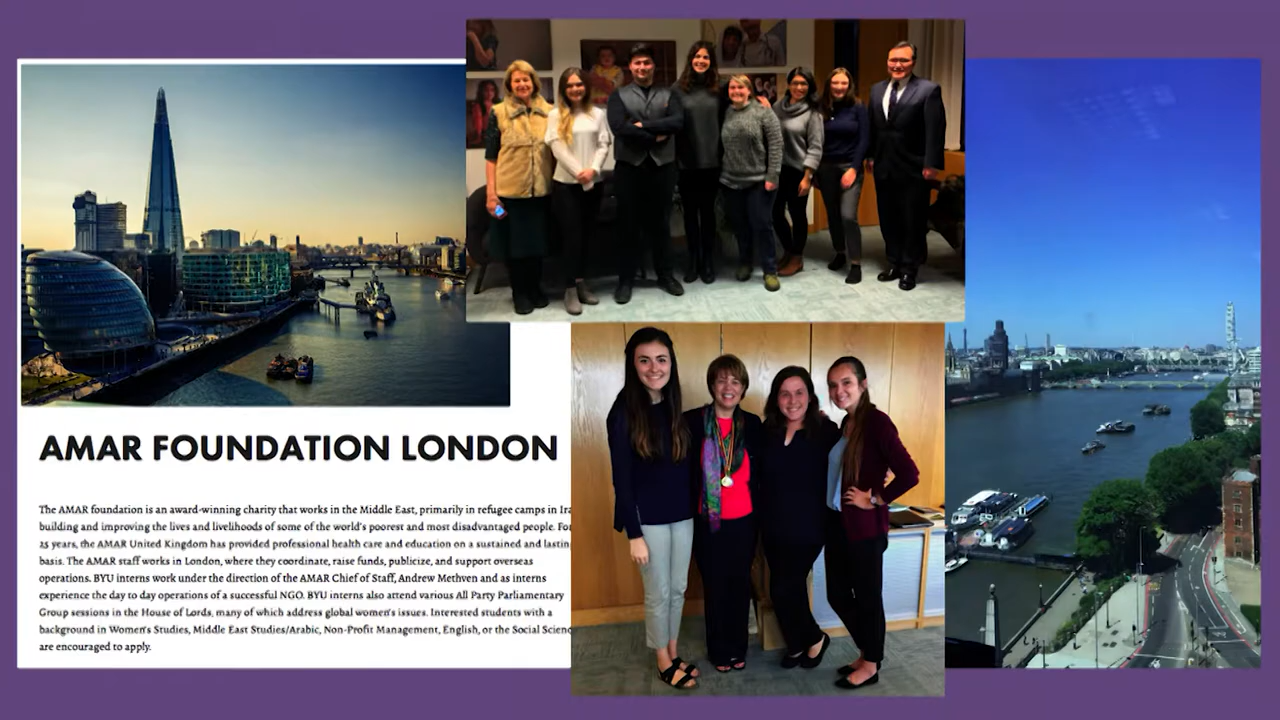 AMAR FOUNDATION LONDON
The AMAR foundation is an award-winning charity that works in the Middle East, primarily in refugee camps in
building and improving the lives and livelihoods of some of the world's poorest and most disadvantaged people.
25 years, the AMAR United Kingdom has provided professional health care and education on a sustained and
basis. The AMAR staff works in London, where they coordinate, raise funds, publicize, and support overseas
operations. BYU interns work under the direction of the AMAR Chief of Staff, Andrew Methven and as interns
experience the day to day operations of a successful NGO. BYU interns also attend various All Party Parliamentary
Group sessions in the House of Lords, many of which address global women's issues. Interested students with a
background in Women's Studies, Middle East Studies/Arabic, Non-Profit Management, English, or the Social
are encouraged to apply.